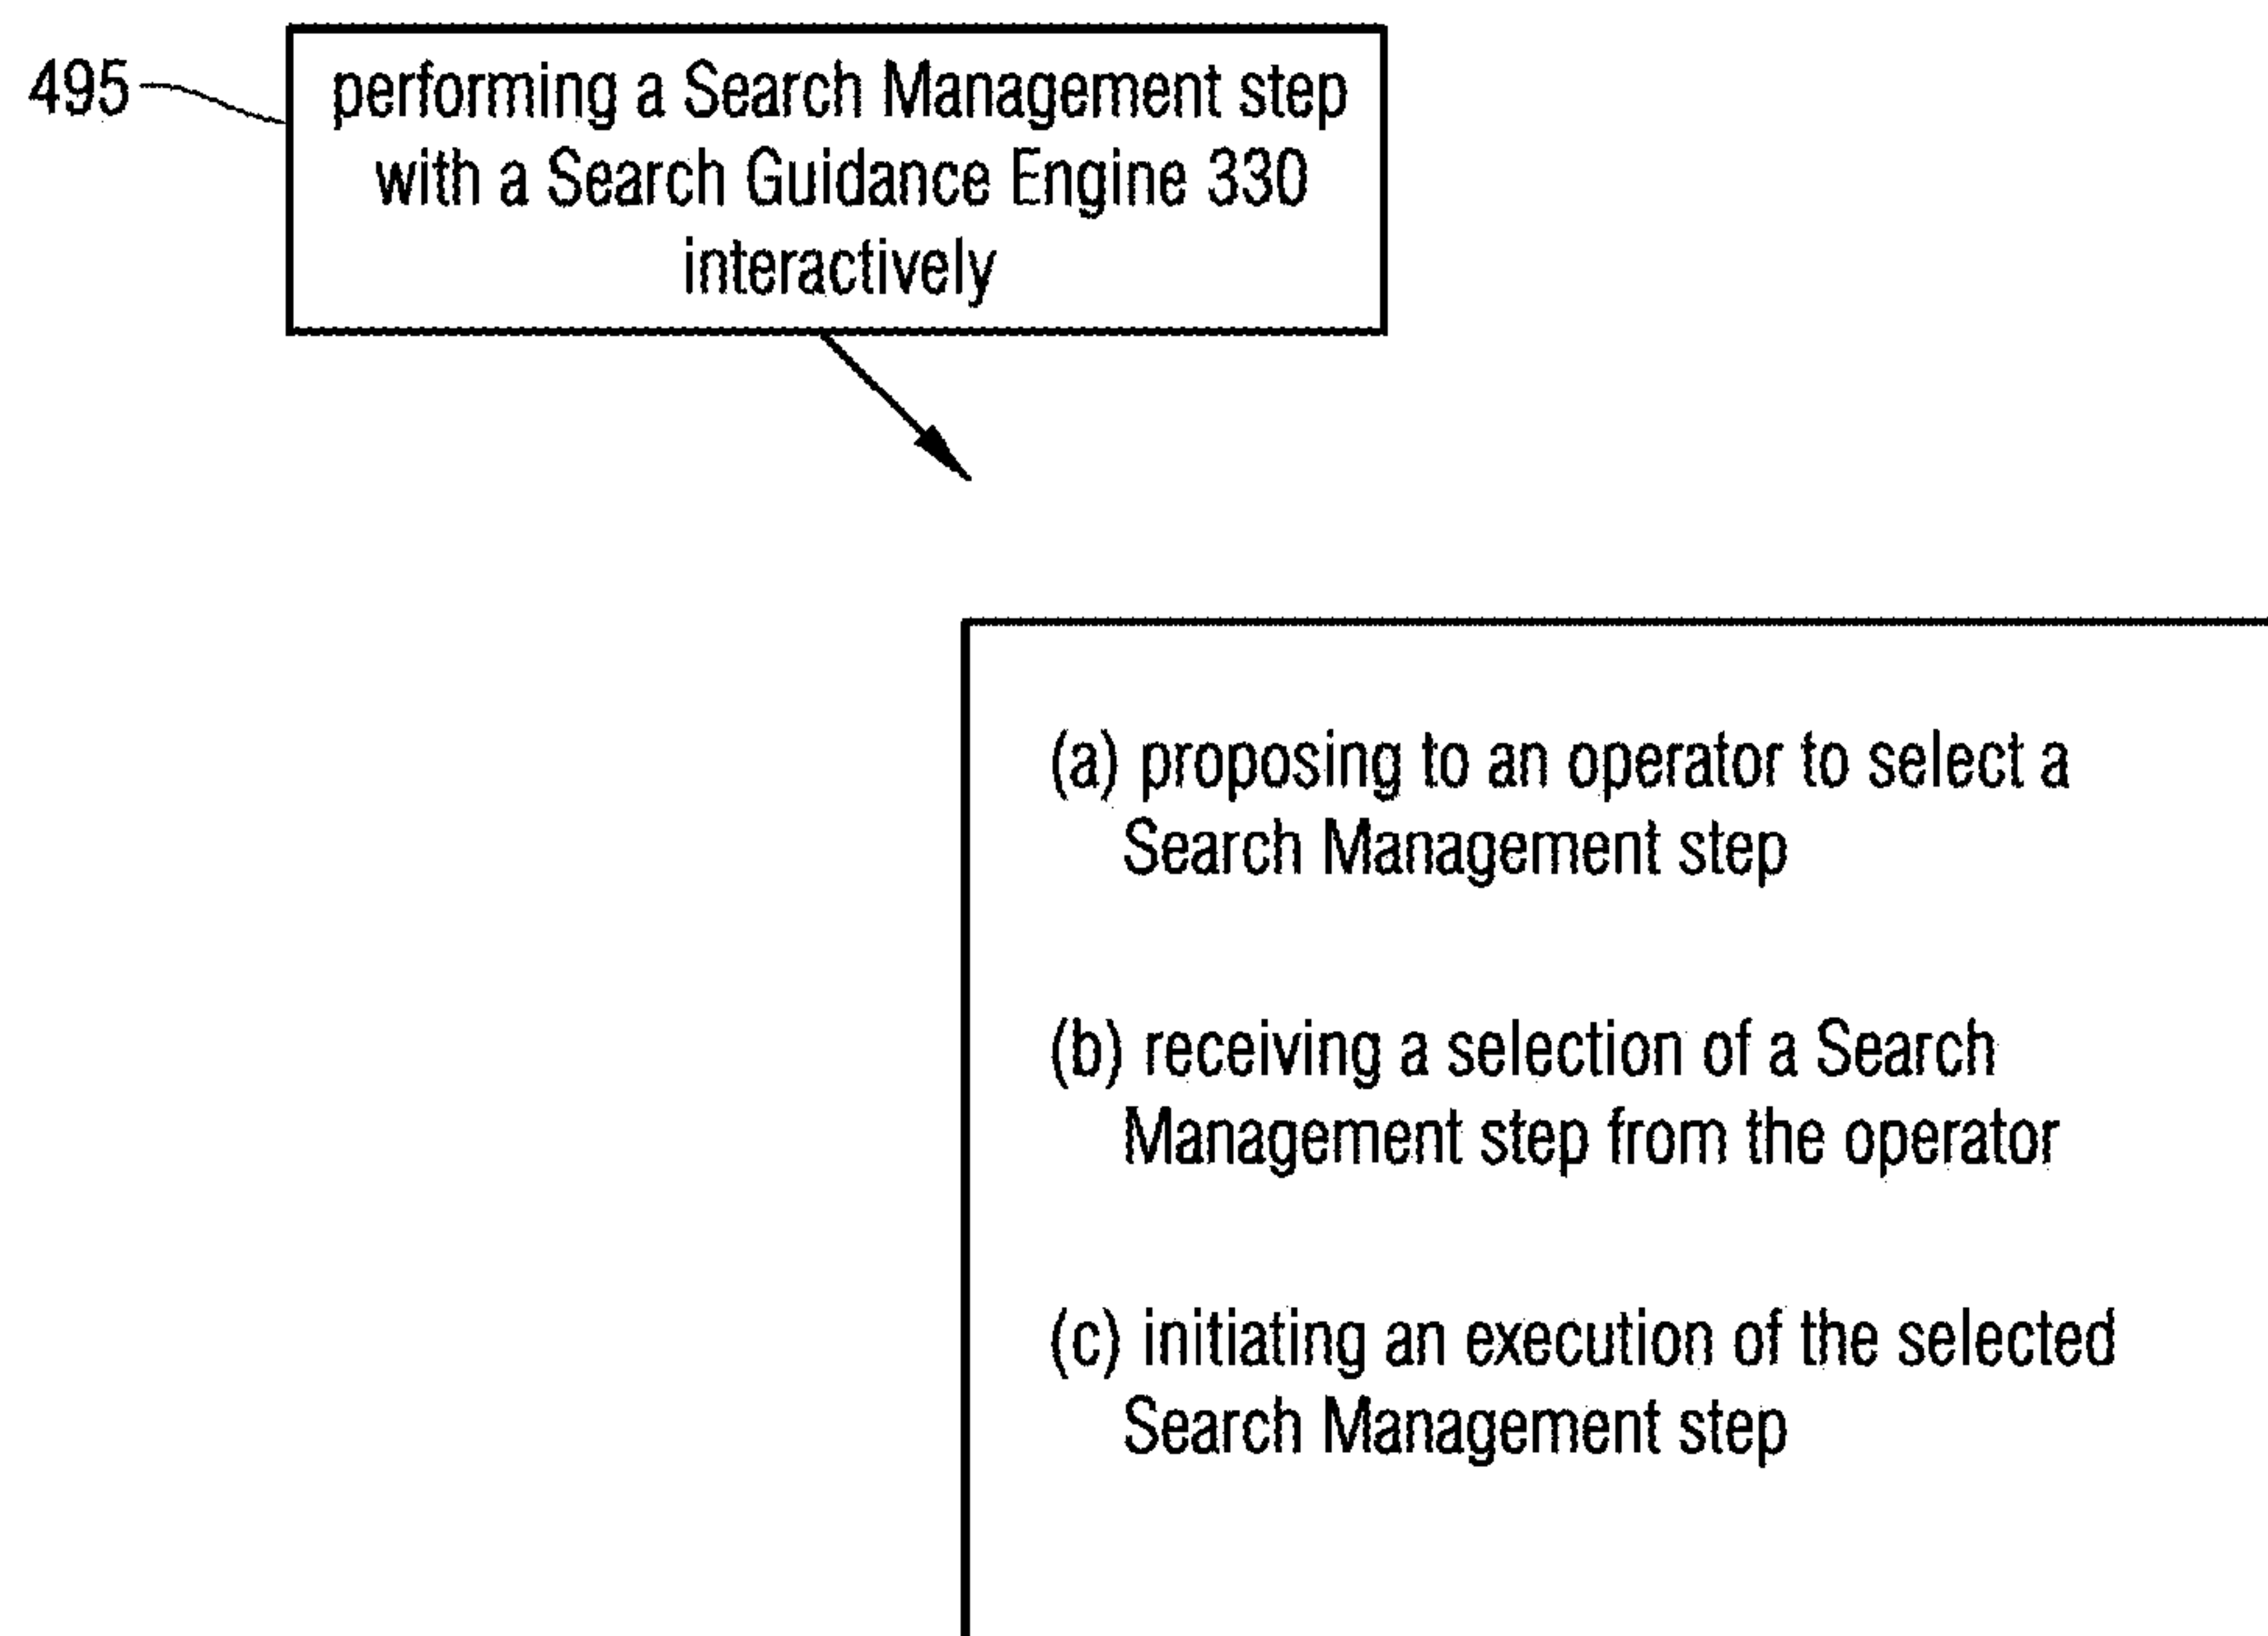 495
performing a Search Management step
with a Search Guidance Engine 330
interactively
(a) proposing to an operator to select a
Search Management step
(b) receiving a selection of a Search
Management step from the operator
(c) initiating an execution of the selected
Search Management step